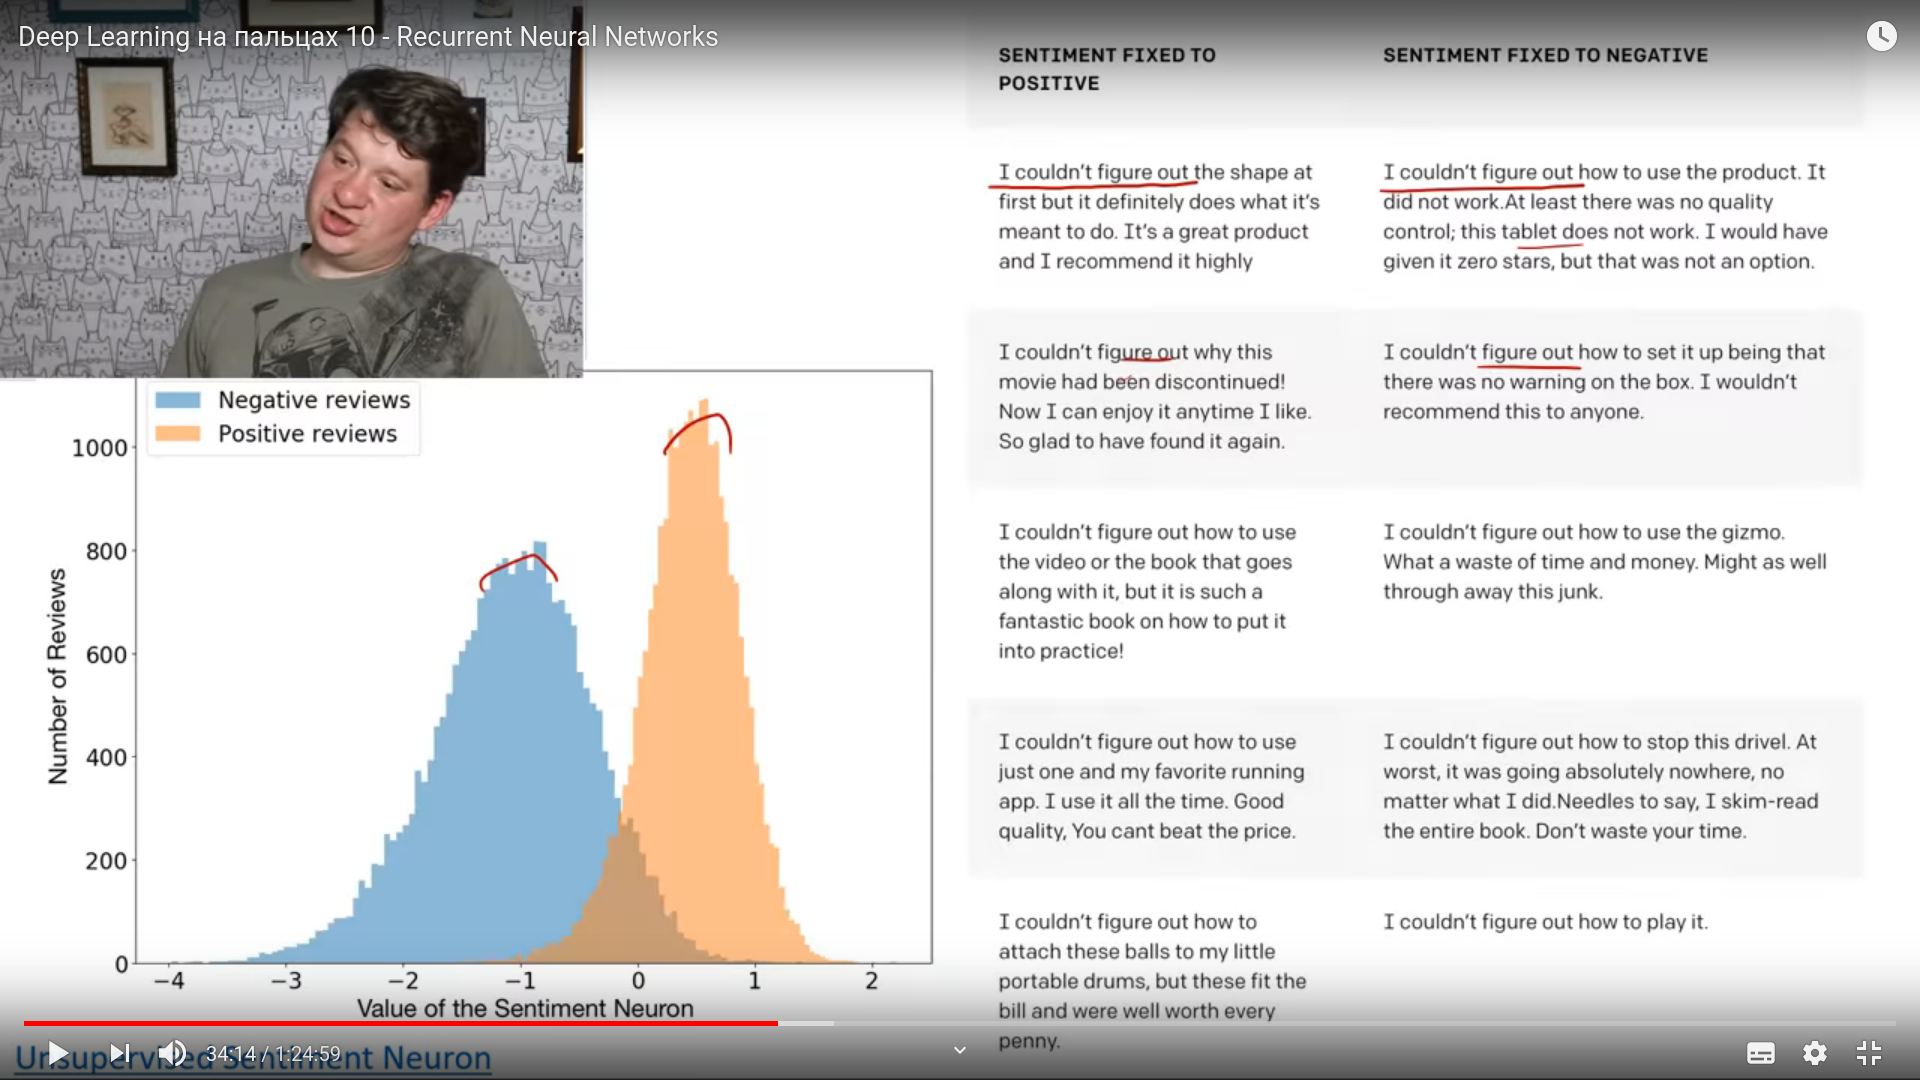 Deep Learning на пальцах 10 - Recurrent Neural Networks
SENTIMENT FIXED TO
POSITIVE
SENTIMENT FIXED TO NEGATIVE
I couldn't figure out the shape at
first but it definitely does what it's
meant to do. It's a great product
and I recommend it highly
I couldn't figure out how to use the product. It
did not work.At least there was no quality
control; this tablet does not work. I would have
given it zero stars, but that was not an option.
I couldn't figure out why this
movie had been discontinued!
Now I can enjoy it anytime I like.
So glad to have found it again.
I couldn't figure out how to set it up being that
there was no warning on the box. I wouldn't
recommend this to anyone.
I couldn't figure out how to use
the video or the book that goes
along with it, but it is such a
fantastic book on how to put it
into practice!
I couldn't figure out how to use the gizmo.
What a waste of time and money. Might as well
through away this junk.
I couldn't figure out how to use
just one and my favorite running
app. I use it all the time. Good
quality, You cant beat the price.
I couldn't figure out how to stop this drivel. At
worst, it was going absolutely nowhere, no
matter what I did.Needles to say, I skim-read
the entire book. Don't waste your time.
I couldn't figure out how to
attach these balls to my little
portable drums, but these fit the
bill and were well worth every
penny.
I couldn't figure out how to play it.
Negative reviews
Positive reviews
Number of Reviews
1000
800
600
400
200
0
−4 −3 −2 −1 0 1 2
Value of the Sentiment Neuron
Unsupervised Sentiment Neuron
34:14 / 1:24:59